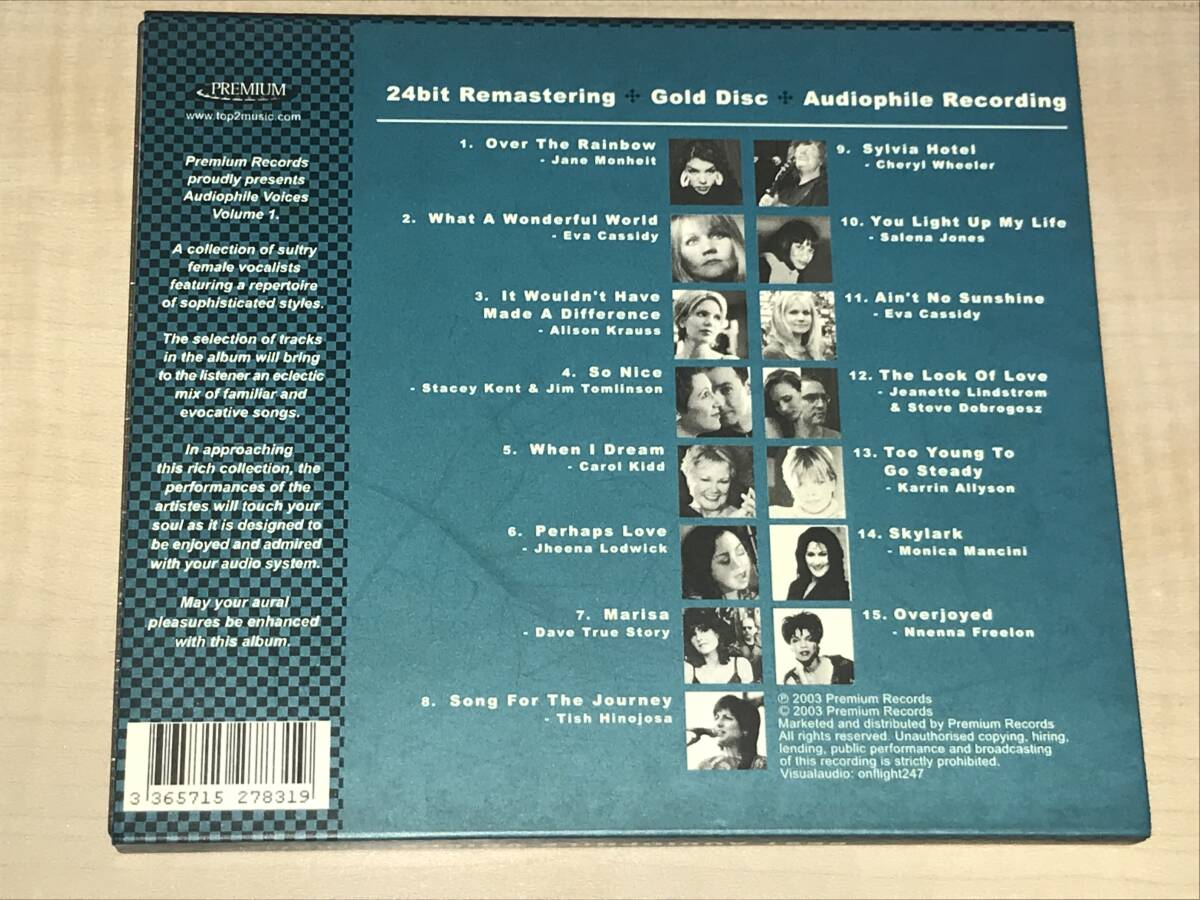 PREMIUM
www.top2music.com
Premium Records
proudly presents
Audiophile Voices
Volume 1.
A collection of sultry
female vocalists
featuring a repertoire
of sophisticated styles.
The selection of tracks
in the album will bring
to the listener an eclectic
mix of familiar and
evocative songs.
In approaching
this rich collection, the
performances of the
artistes will touch your
soul as it is designed to
be enjoyed and admired
with your audio system.
May your aural
pleasures be enhanced
with this album.
3 365715 278319
24bit Remastering ✣ Gold Disc ✣ Audiophile Recording
1. Over The Rainbow
- Jane Monheit
2. What A Wonderful World
- Eva Cassidy
3. It Wouldn't Have
Made A Difference
- Alison Krauss
4. So Nice
- Stacey Kent & Jim Tomlinson
5. When I Dream
- Carol Kidd
6. Perhaps Love
- Jheena Lodwick
7. Marisa
- Dave True Story
8. Song For The Journey
- Tish Hinojosa
9. Sylvia Hotel
- Cheryl Wheeler
10. You Light Up My Life
- Salena Jones
11. Ain't No Sunshine
- Eva Cassidy
12. The Look Of Love
- Jeanette Lindstrom
& Steve Dobrogosz
13. Too Young To
Go Steady
- Karrin Allyson
14. Skylark
- Monica Mancini
15. Overjoyed
- Nnenna Freelon
℗ 2003 Premium Records
© 2003 Premium Records
Marketed and distributed by Premium Records
All rights reserved. Unauthorised copying, hiring,
lending, public performance and broadcasting
of this recording is strictly prohibited.
Visualaudio: onflight247